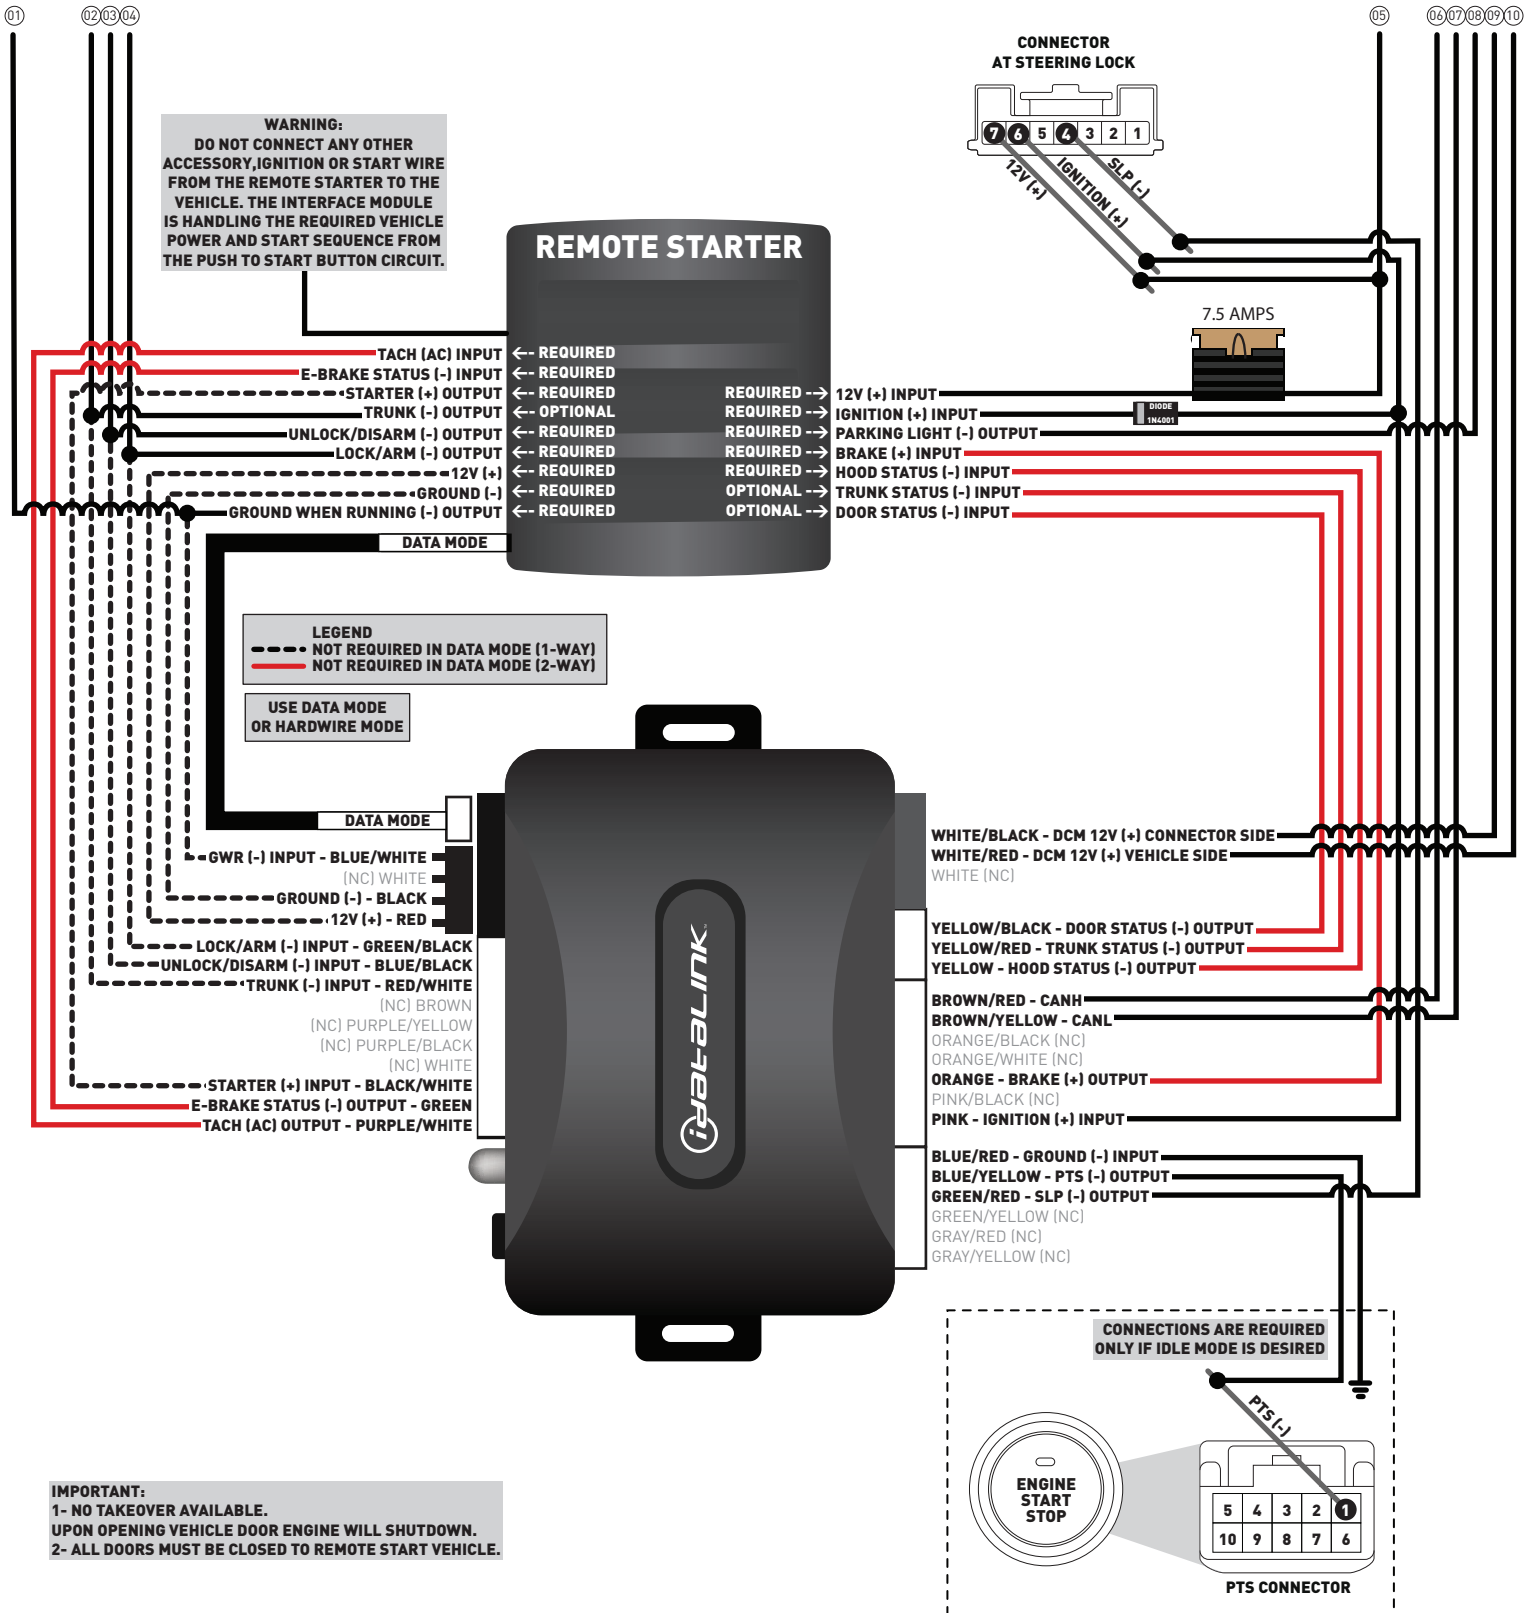 01
02 03 04
05
06 07 08 09 10
CONNECTOR
AT STEERING LOCK
7 6 5 4 3 2 1
12V (+)
IGNITION (+)
SLP (-)
WARNING:
DO NOT CONNECT ANY OTHER
ACCESSORY,IGNITION OR START WIRE
FROM THE REMOTE STARTER TO THE
VEHICLE. THE INTERFACE MODULE
IS HANDLING THE REQUIRED VEHICLE
POWER AND START SEQUENCE FROM
THE PUSH TO START BUTTON CIRCUIT.
REMOTE STARTER
7.5 AMPS
DIODE
1N4001
TACH (AC) INPUT <-- REQUIRED
E-BRAKE STATUS (-) INPUT <-- REQUIRED
STARTER (+) OUTPUT <-- REQUIRED
TRUNK (-) OUTPUT <-- OPTIONAL
UNLOCK/DISARM (-) OUTPUT <-- REQUIRED
LOCK/ARM (-) OUTPUT <-- REQUIRED
12V (+) <-- REQUIRED
GROUND (-) <-- REQUIRED
GROUND WHEN RUNNING (-) OUTPUT <-- REQUIRED
REQUIRED --> 12V (+) INPUT
REQUIRED --> IGNITION (+) INPUT
REQUIRED --> PARKING LIGHT (-) OUTPUT
REQUIRED --> BRAKE (+) INPUT
REQUIRED --> HOOD STATUS (-) INPUT
OPTIONAL --> TRUNK STATUS (-) INPUT
OPTIONAL --> DOOR STATUS (-) INPUT
DATA MODE
LEGEND
NOT REQUIRED IN DATA MODE (1-WAY)
NOT REQUIRED IN DATA MODE (2-WAY)
USE DATA MODE
OR HARDWIRE MODE
DATA MODE
GWR (-) INPUT - BLUE/WHITE
(NC) WHITE
GROUND (-) - BLACK
12V (+) - RED
LOCK/ARM (-) INPUT - GREEN/BLACK
UNLOCK/DISARM (-) INPUT - BLUE/BLACK
TRUNK (-) INPUT - RED/WHITE
(NC) BROWN
(NC) PURPLE/YELLOW
(NC) PURPLE/BLACK
(NC) WHITE
STARTER (+) INPUT - BLACK/WHITE
E-BRAKE STATUS (-) OUTPUT - GREEN
TACH (AC) OUTPUT - PURPLE/WHITE
idataLINK
WHITE/BLACK - DCM 12V (+) CONNECTOR SIDE
WHITE/RED - DCM 12V (+) VEHICLE SIDE
WHITE (NC)
YELLOW/BLACK - DOOR STATUS (-) OUTPUT
YELLOW/RED - TRUNK STATUS (-) OUTPUT
YELLOW - HOOD STATUS (-) OUTPUT
BROWN/RED - CANH
BROWN/YELLOW - CANL
ORANGE/BLACK (NC)
ORANGE/WHITE (NC)
ORANGE - BRAKE (+) OUTPUT
PINK/BLACK (NC)
PINK - IGNITION (+) INPUT
BLUE/RED - GROUND (-) INPUT
BLUE/YELLOW - PTS (-) OUTPUT
GREEN/RED - SLP (-) OUTPUT
GREEN/YELLOW (NC)
GRAY/RED (NC)
GRAY/YELLOW (NC)
CONNECTIONS ARE REQUIRED
ONLY IF IDLE MODE IS DESIRED
PTS (-)
ENGINE
START
STOP
5 4 3 2 1
10 9 8 7 6
PTS CONNECTOR
IMPORTANT:
1- NO TAKEOVER AVAILABLE.
UPON OPENING VEHICLE DOOR ENGINE WILL SHUTDOWN.
2- ALL DOORS MUST BE CLOSED TO REMOTE START VEHICLE.